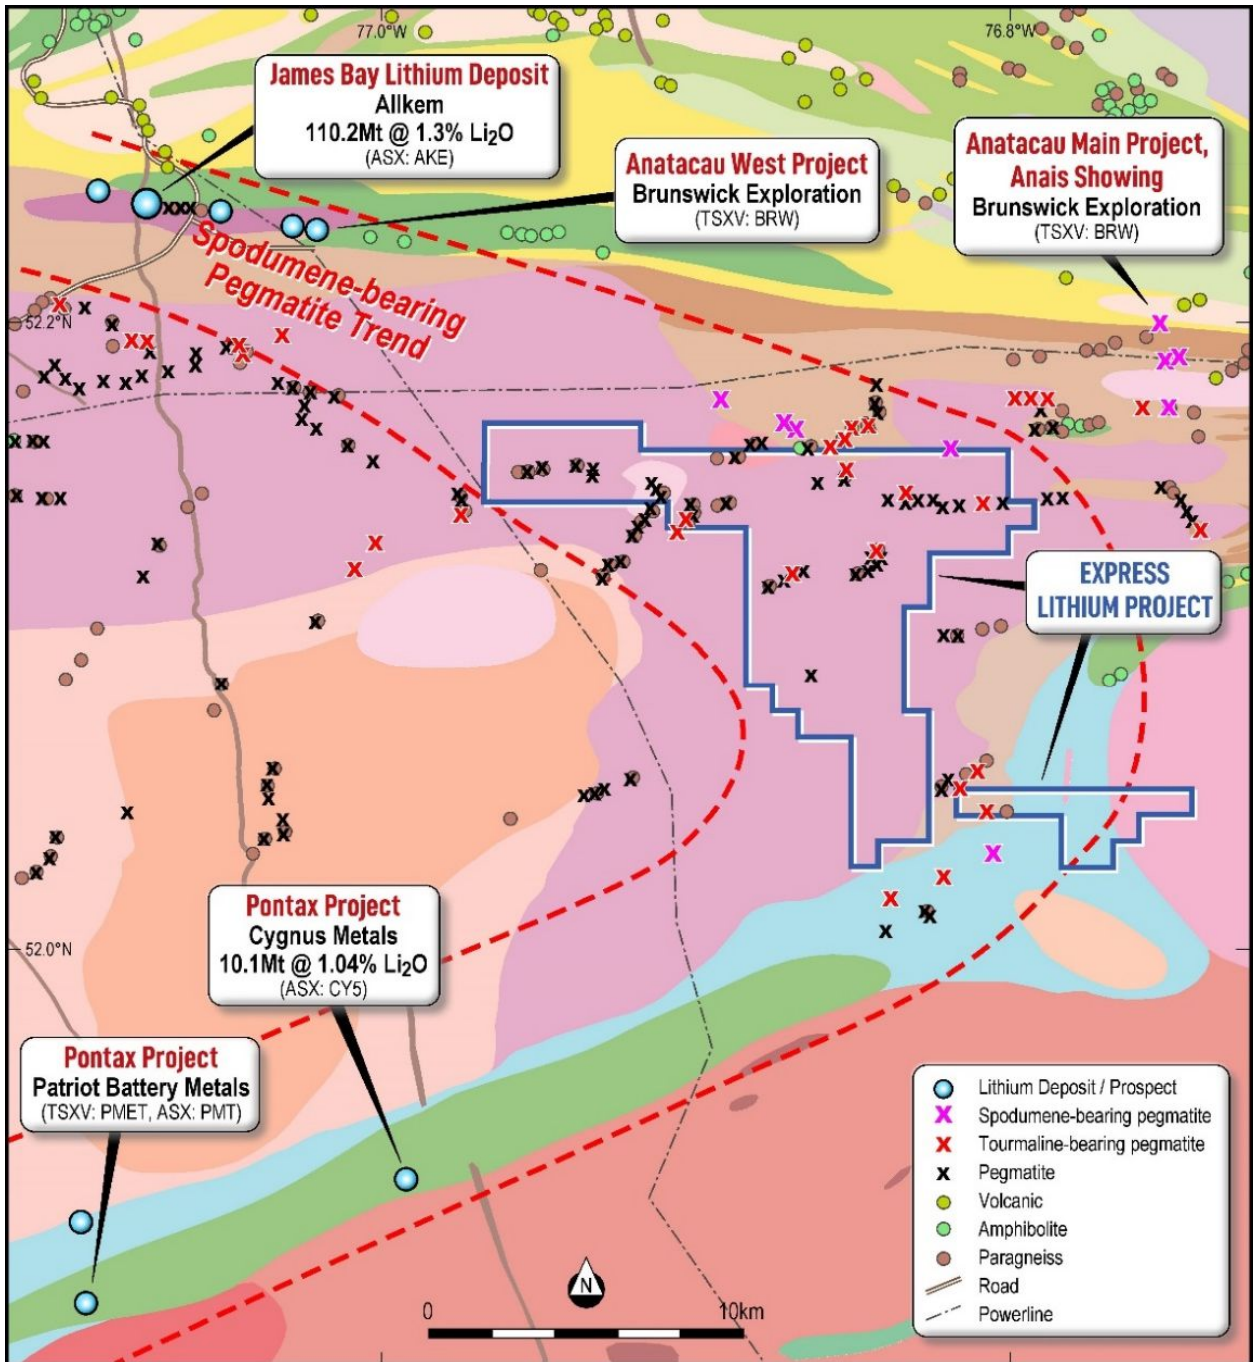 77.0°W
76.8°W
James Bay Lithium Deposit
Allkem
110.2Mt @ 1.3% Li₂O
(ASX: AKE)
Anatacau West Project
Brunswick Exploration
(TSXV: BRW)
Anatacau Main Project,
Anais Showing
Brunswick Exploration
(TSXV: BRW)
Spodumene-bearing
Pegmatite Trend
52.2°N
EXPRESS
LITHIUM PROJECT
Pontax Project
Cygnus Metals
10.1Mt @ 1.04% Li₂O
(ASX: CY5)
52.0°N
Pontax Project
Patriot Battery Metals
(TSXV: PMET, ASX: PMT)
Lithium Deposit / Prospect
Spodumene-bearing pegmatite
Tourmaline-bearing pegmatite
Pegmatite
Volcanic
Amphibolite
Paragneiss
Road
Powerline
N
0 10km